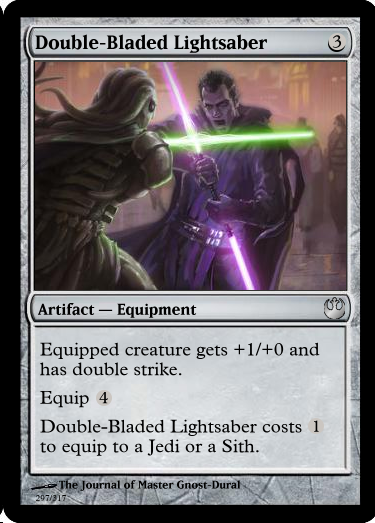 Double-Bladed Lightsaber 3
Artifact — Equipment
Equipped creature gets +1/+0 and
has double strike.
Equip 4
Double-Bladed Lightsaber costs 1
to equip to a Jedi or a Sith.
The Journal of Master Gnost-Dural
297/317